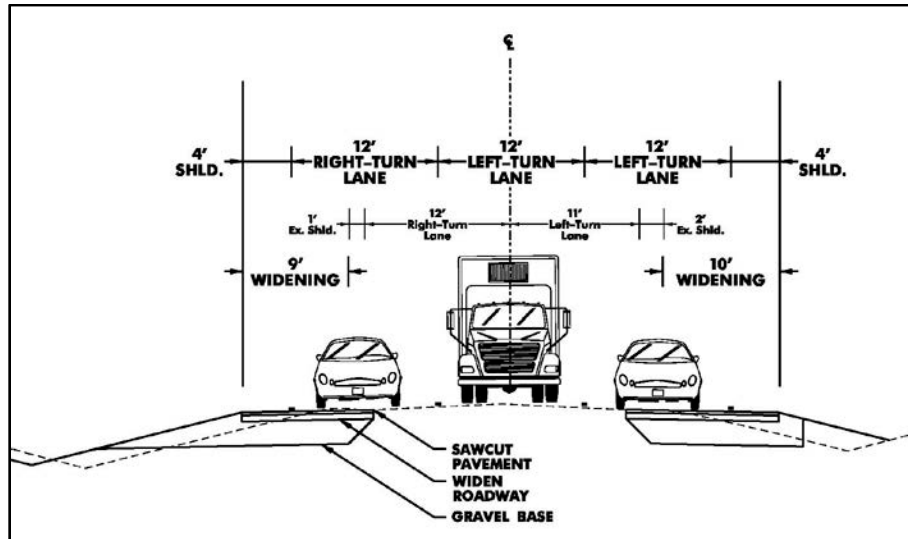 ℄
4'
SHLD.
12'
RIGHT-TURN
LANE
12'
LEFT-TURN
LANE
12'
LEFT-TURN
LANE
4'
SHLD.
1'
Ex. Shld.
12'
Right-Turn
Lane
11'
Left-Turn
Lane
2'
Ex. Shld.
9'
WIDENING
10'
WIDENING
SAWCUT
PAVEMENT
WIDEN
ROADWAY
GRAVEL BASE